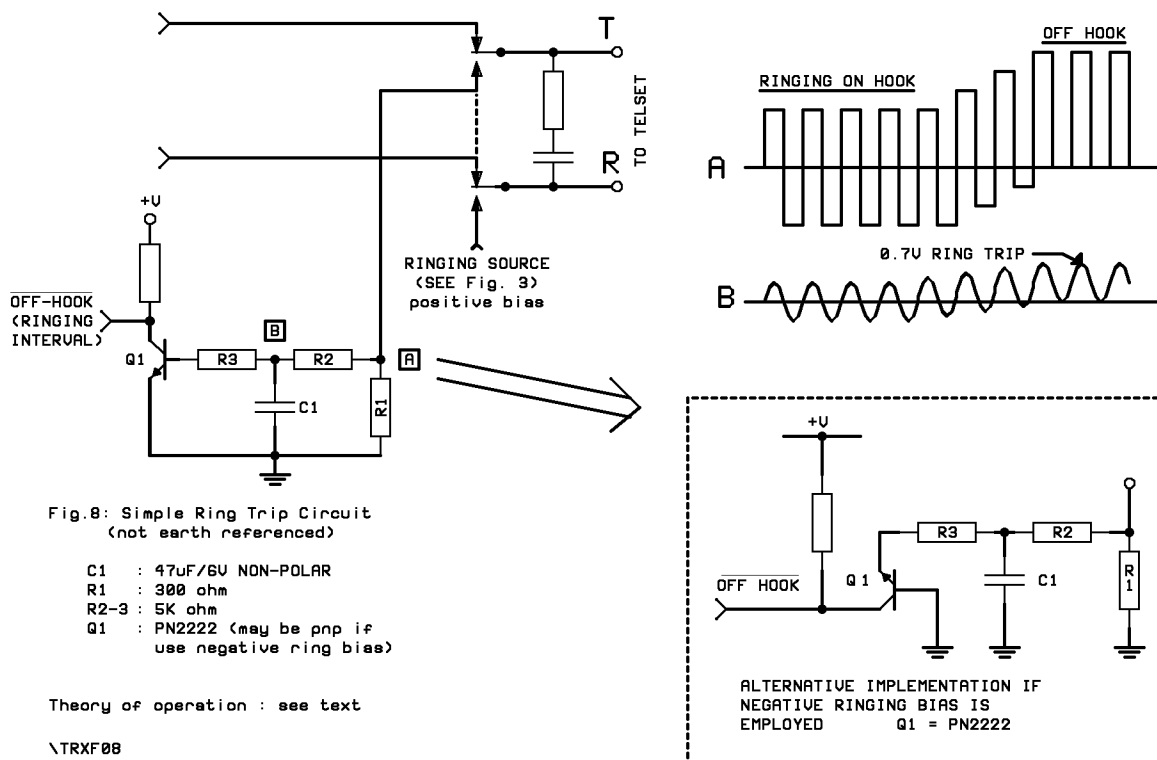 T
TO TELSET
R
+V
OFF-HOOK
(RINGING
INTERVAL)
Q1
R3
B
R2
A
C1
R1
RINGING SOURCE
(SEE Fig. 3)
positive bias
Fig.8: Simple Ring Trip Circuit
(not earth referenced)
C1 : 47uF/6V NON-POLAR
R1 : 300 ohm
R2-3 : 5K ohm
Q1 : PN2222 (may be pnp if
use negative ring bias)
Theory of operation : see text
\TRXF08
OFF HOOK
RINGING ON HOOK
A
0.7V RING TRIP
B
+V
R3
R2
Q1
C1
R1
OFF HOOK
ALTERNATIVE IMPLEMENTATION IF
NEGATIVE RINGING BIAS IS
EMPLOYED Q1 = PN2222